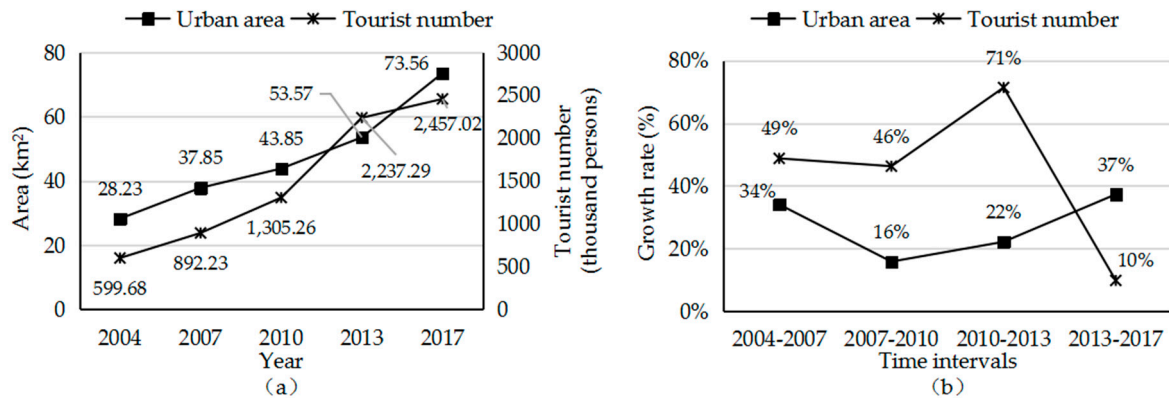 Urban area Tourist number
80
60
40
20
0
Area (km²)
3000
2500
2000
1500
1000
500
0
Tourist number
(thousand persons)
73.56
53.57
2,457.02
43.85
37.85
2,237.29
28.23
1,305.26
892.23
599.68
2004 2007 2010 2013 2017
Year
(a)
Urban area Tourist number
80%
60%
40%
20%
0%
Growth rate (%)
71%
49%
46%
37%
34%
22%
16%
10%
2004-2007 2007-2010 2010-2013 2013-2017
Time intervals
(b)